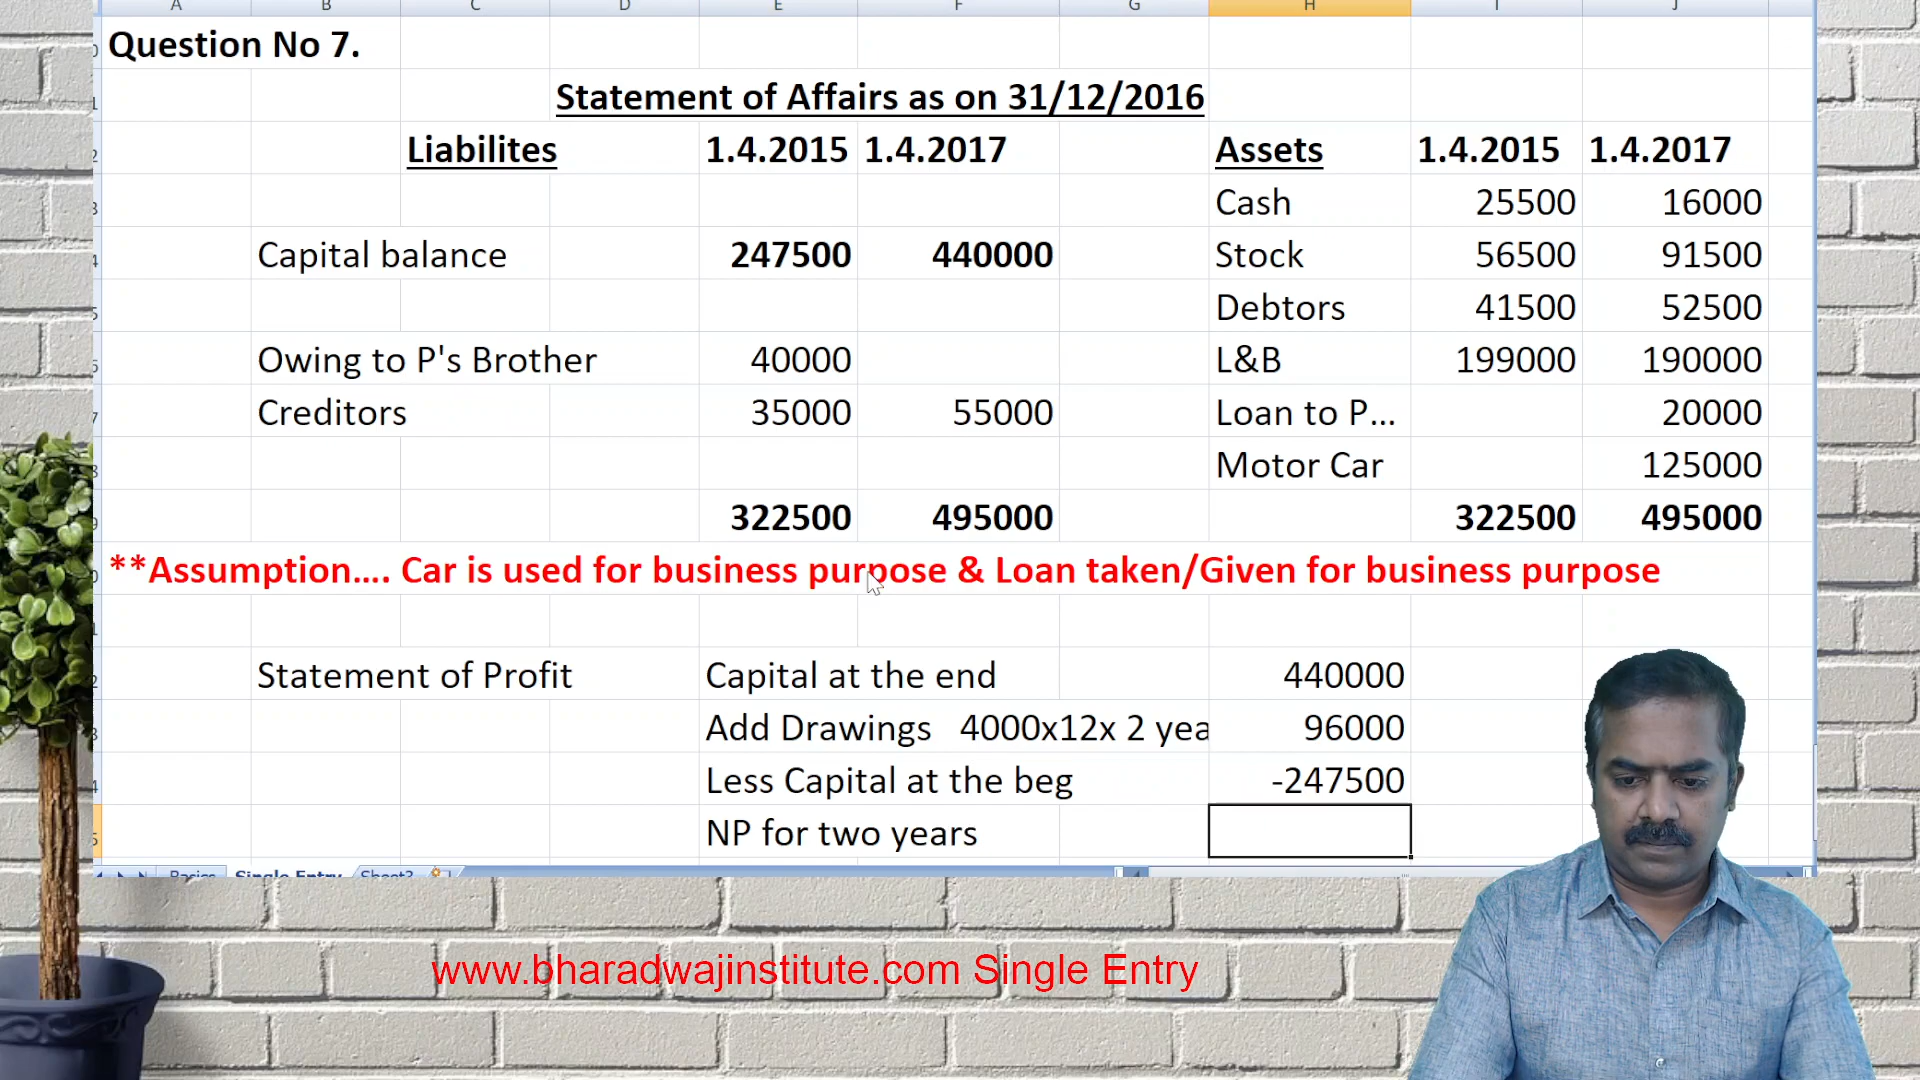 A B C D E F G H I J
Question No 7.
Statement of Affairs as on 31/12/2016
Liabilites 1.4.2015 1.4.2017 Assets 1.4.2015 1.4.2017
Cash 25500 16000
Capital balance 247500 440000 Stock 56500 91500
Debtors 41500 52500
Owing to P's Brother 40000 L&B 199000 190000
Creditors 35000 55000 Loan to P... 20000
Motor Car 125000
322500 495000 322500 495000
**Assumption.... Car is used for business purpose & Loan taken/Given for business purpose
Statement of Profit Capital at the end 440000
Add Drawings 4000x12x 2 yea 96000
Less Capital at the beg -247500
NP for two years
Basics Single Entry Sheet3
www.bharadwajinstitute.com Single Entry